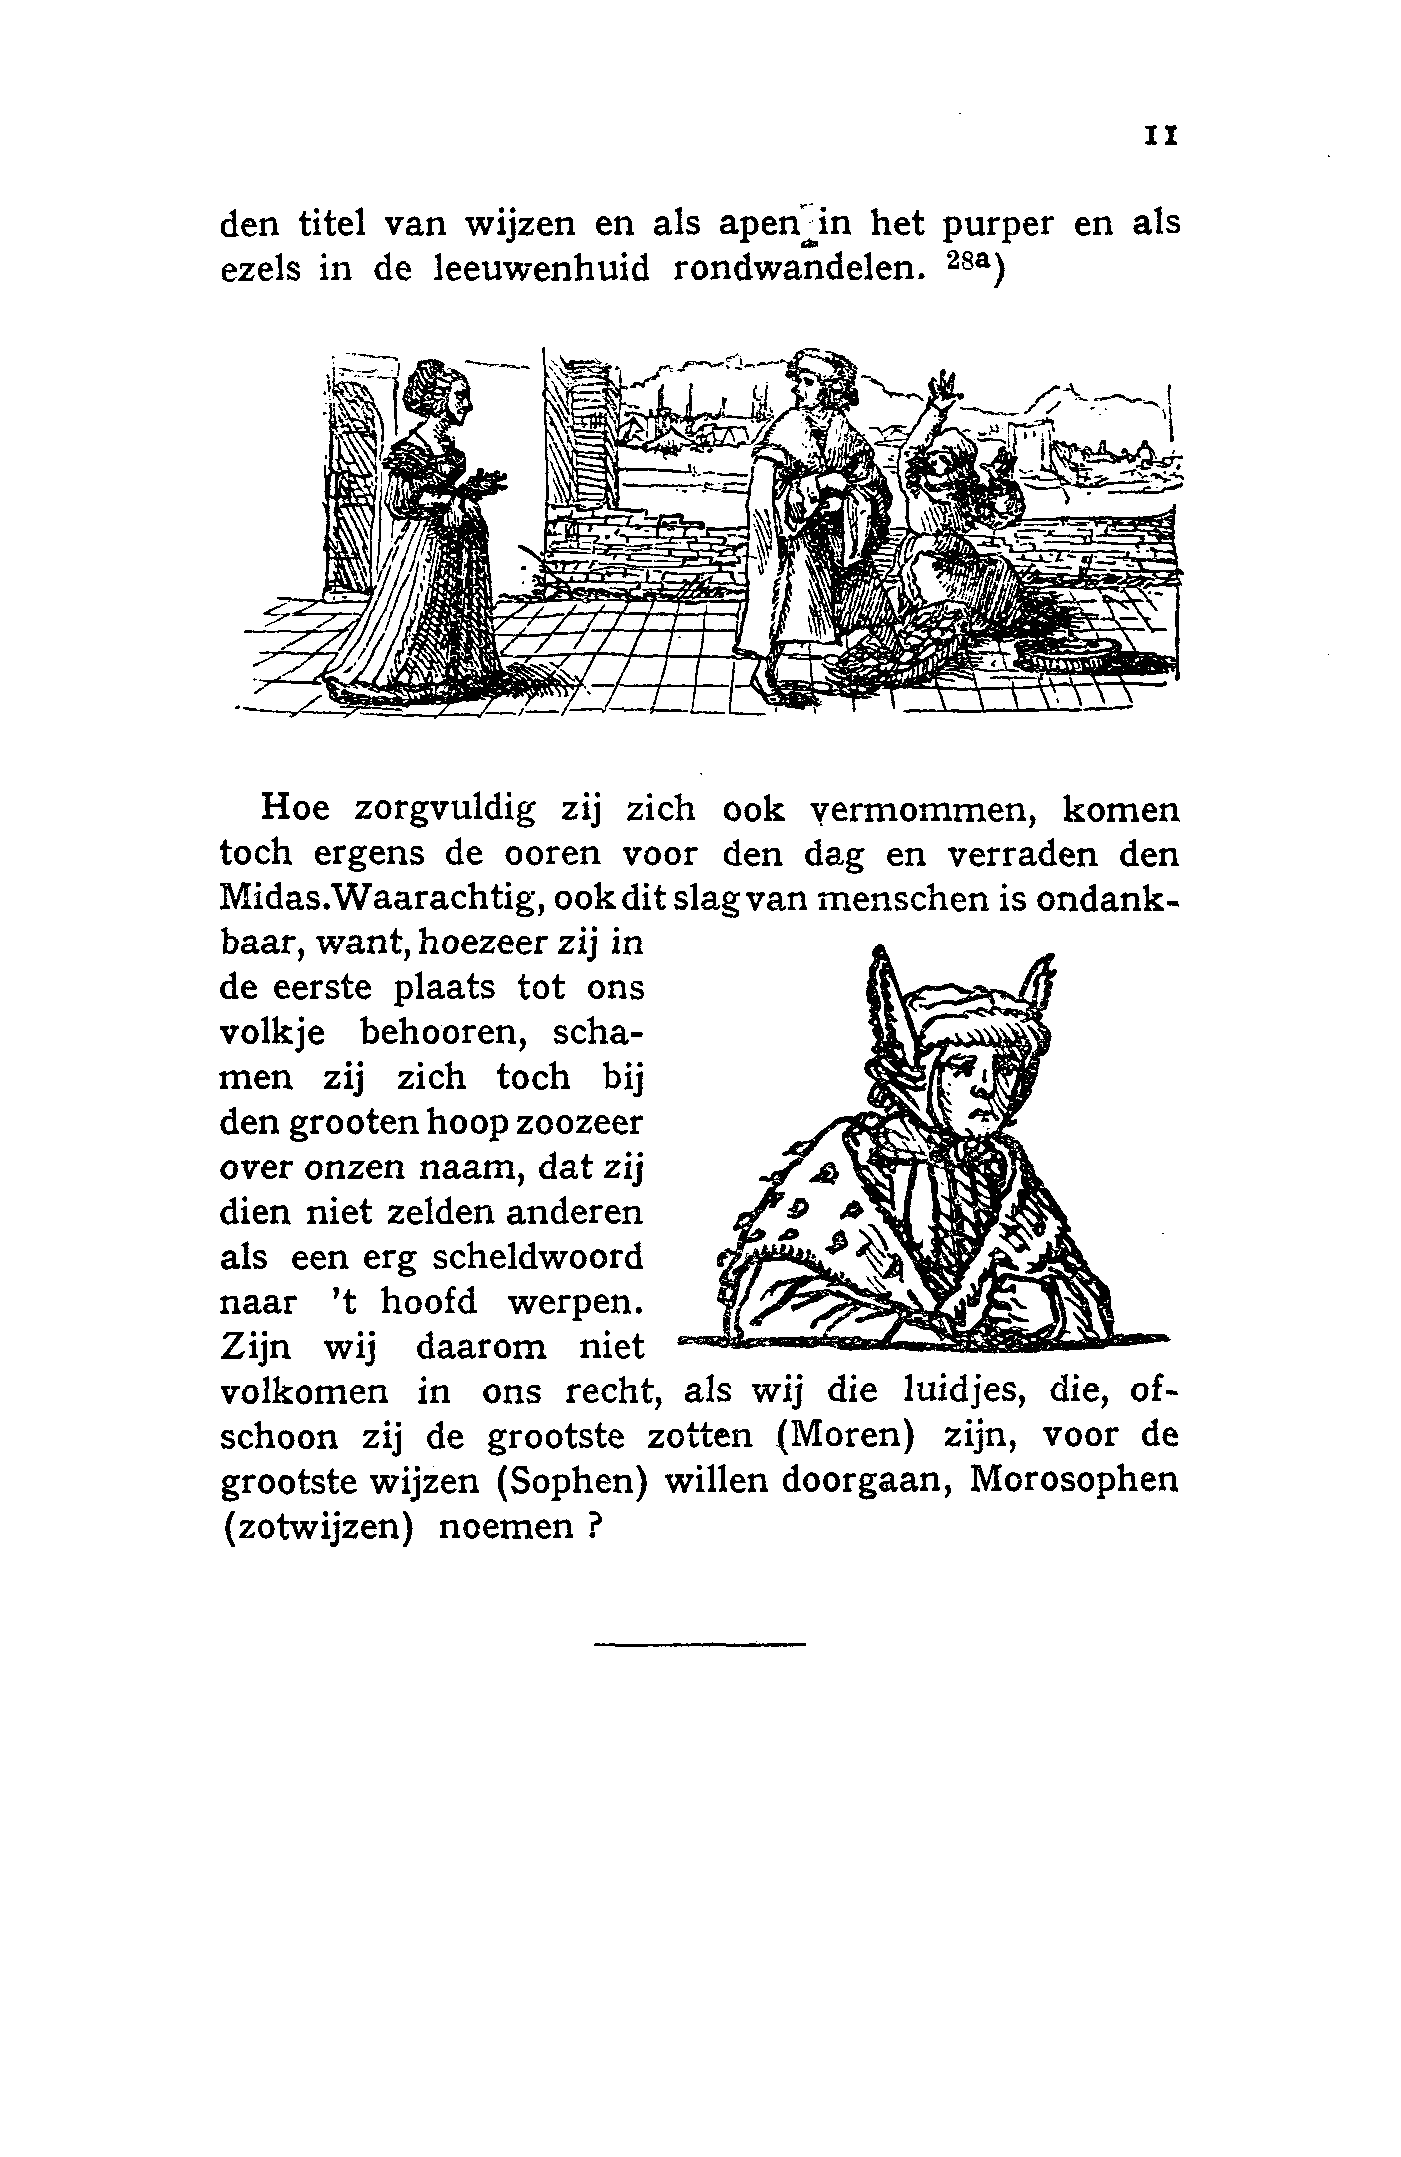 11
den titel van wijzen en als apen in het purper en als
ezels in de leeuwenhuid rondwandelen. 28a)
Hoe zorgvuldig zij zich ook vermommen, komen
toch ergens de ooren voor den dag en verraden den
Midas. Waarachtig, ook dit slag van menschen is ondank-
baar, want, hoezeer zij in
de eerste plaats tot ons
volkje behooren, scha-
men zij zich toch bij
den grooten hoop zoozeer
over onzen naam, dat zij
dien niet zelden anderen
als een erg scheldwoord
naar 't hoofd werpen.
Zijn wij daarom niet
volkomen in ons recht, als wij die luidjes, die, of-
schoon zij de grootste zotten (Moren) zijn, voor de
grootste wijzen (Sophen) willen doorgaan, Morosophen
(zotwijzen) noemen ?